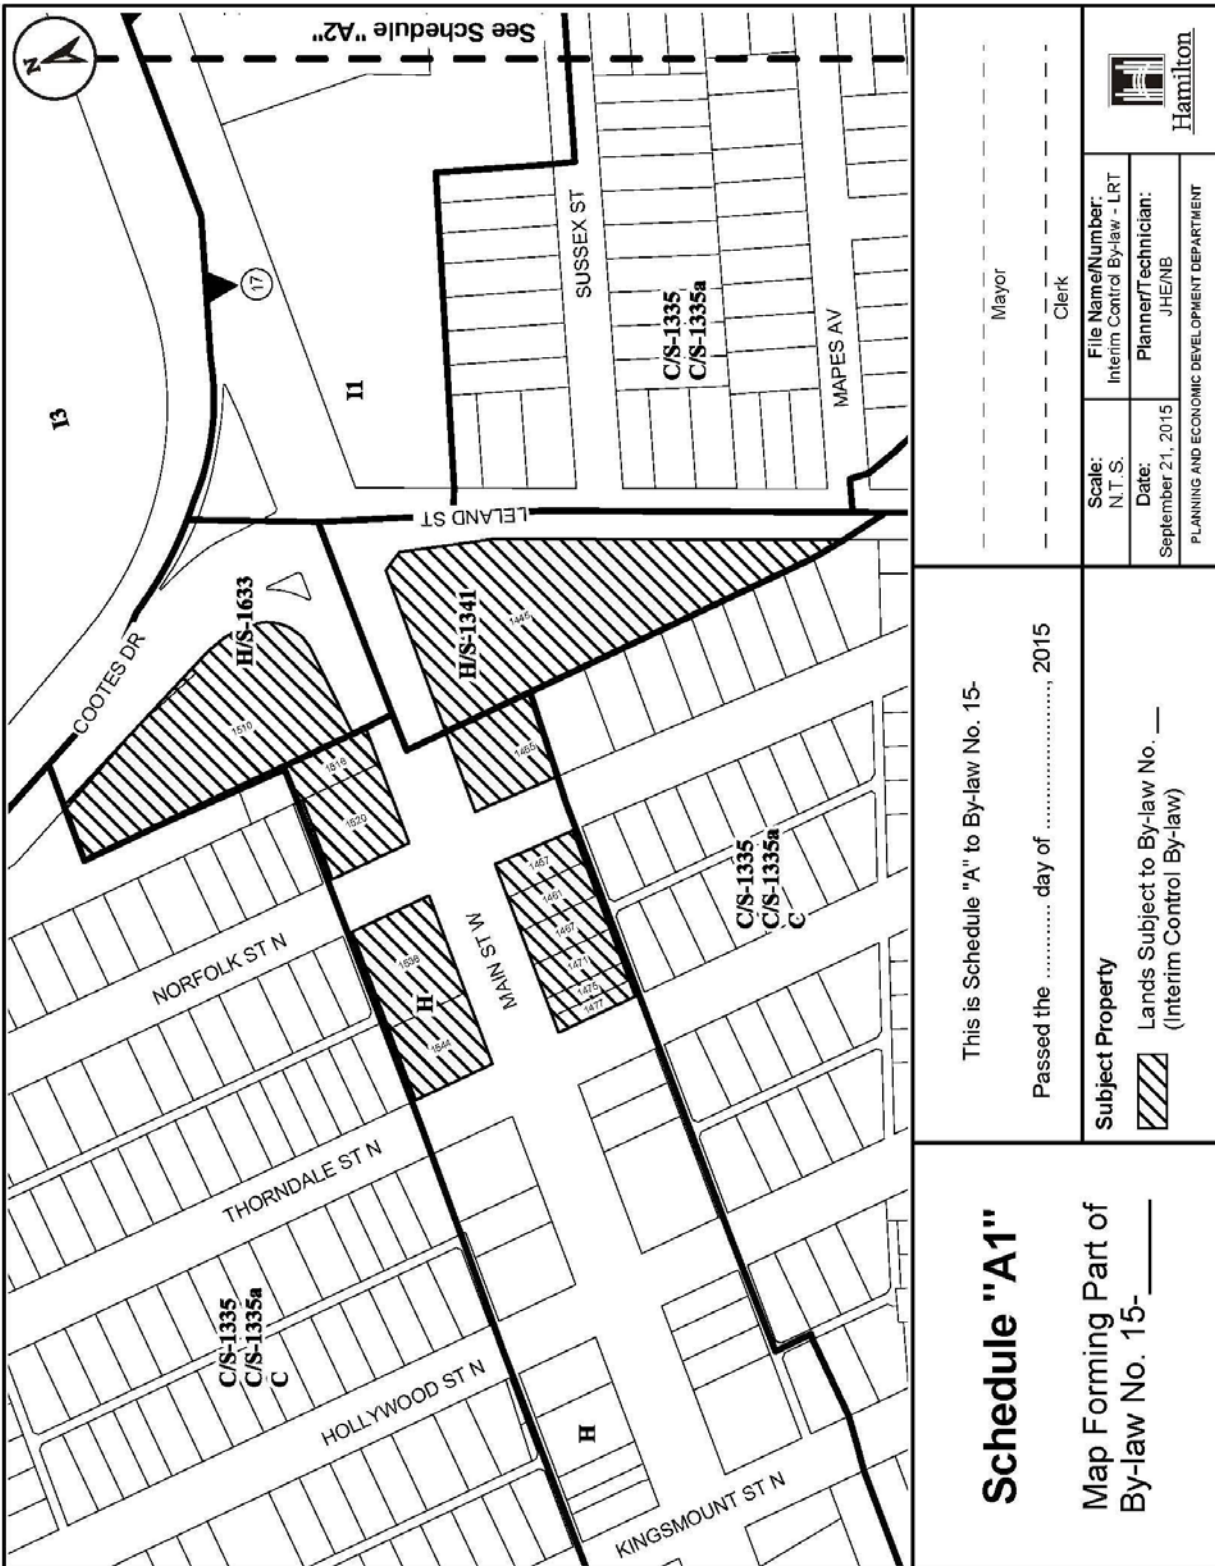 N
See Schedule "A2"
17
I3
I1
COOTES DR
LELAND ST
SUSSEX ST
C/S-1335
C/S-1335a
MAPES AV
H/S-1633
H/S-1341
1510
1445
1516
1520
1465
NORFOLK ST N
1536
H
1544
MAIN ST W
1457
1461
1467
1471
1475
1477
C/S-1335
C/S-1335a
C
THORNDALE ST N
C/S-1335
C/S-1335a
C
HOLLYWOOD ST N
H
KINGSMOUNT ST N
Schedule "A1"
Map Forming Part of
By-law No. 15-______
This is Schedule "A" to By-law No. 15-
Passed the .......... day of ...................., 2015
Mayor
Clerk
Subject Property
Lands Subject to By-law No. __
(Interim Control By-law)
Scale:
N.T.S.
File Name/Number:
Interim Control By-law - LRT
Date:
September 21, 2015
Planner/Technician:
JHE/NB
PLANNING AND ECONOMIC DEVELOPMENT DEPARTMENT
Hamilton